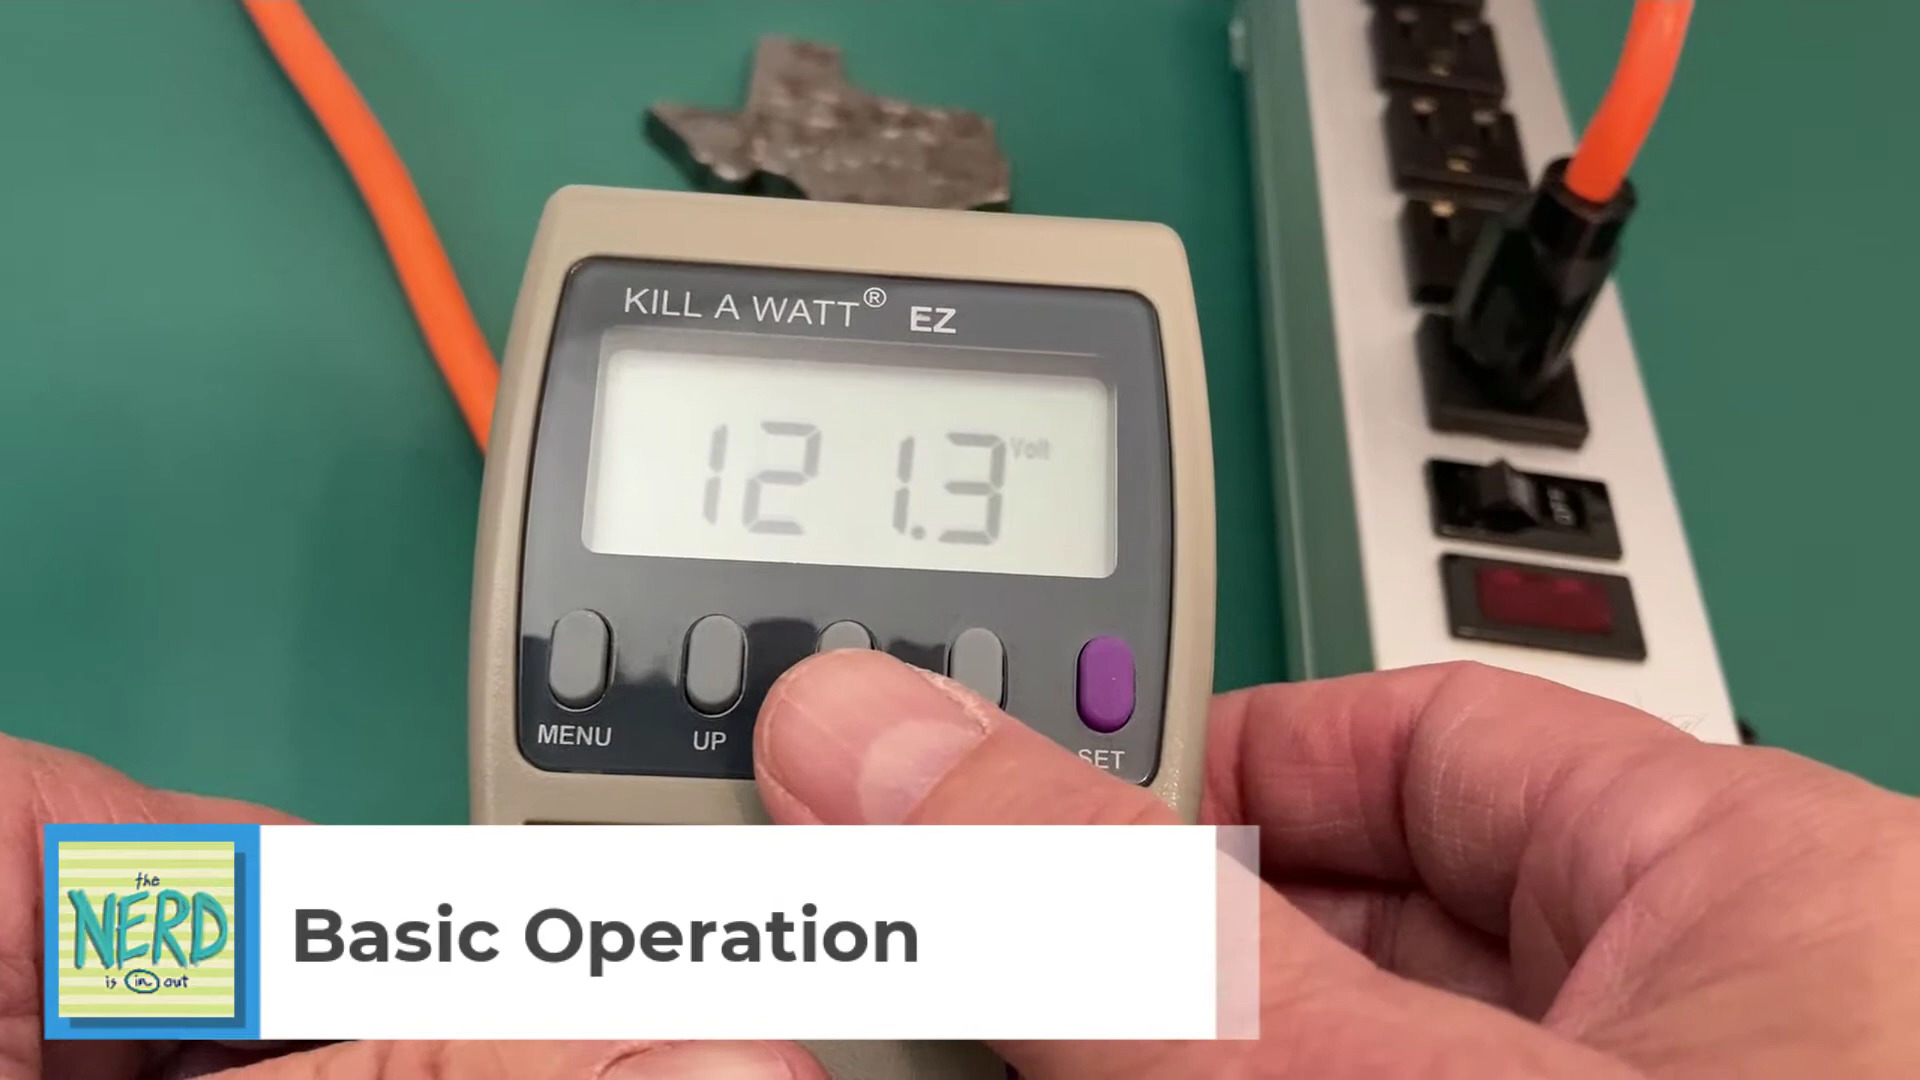 KILL A WATT® EZ
121.3 Volt
MENU
UP
SET
the
NERD
is in out
Basic Operation